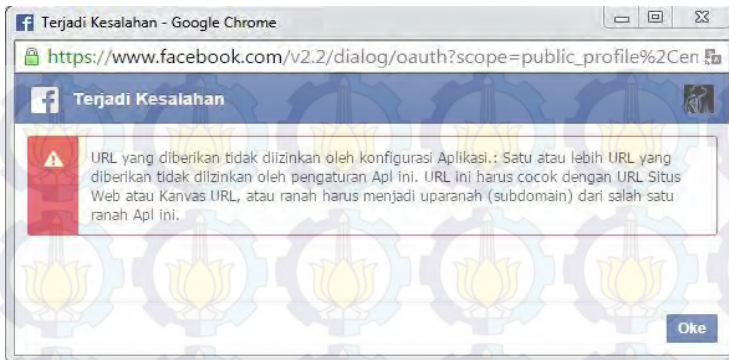 Terjadi Kesalahan - Google Chrome
https://www.facebook.com/v2.2/dialog/oauth?scope=public_profile%2Cen
Terjadi Kesalahan
URL yang diberikan tidak diizinkan oleh konfigurasi Aplikasi.: Satu atau lebih URL yang
diberikan tidak diizinkan oleh pengaturan Apl ini. URL ini harus cocok dengan URL Situs
Web atau Kanvas URL, atau ranah harus menjadi uparanah (subdomain) dari salah satu
ranah Apl ini.
Oke